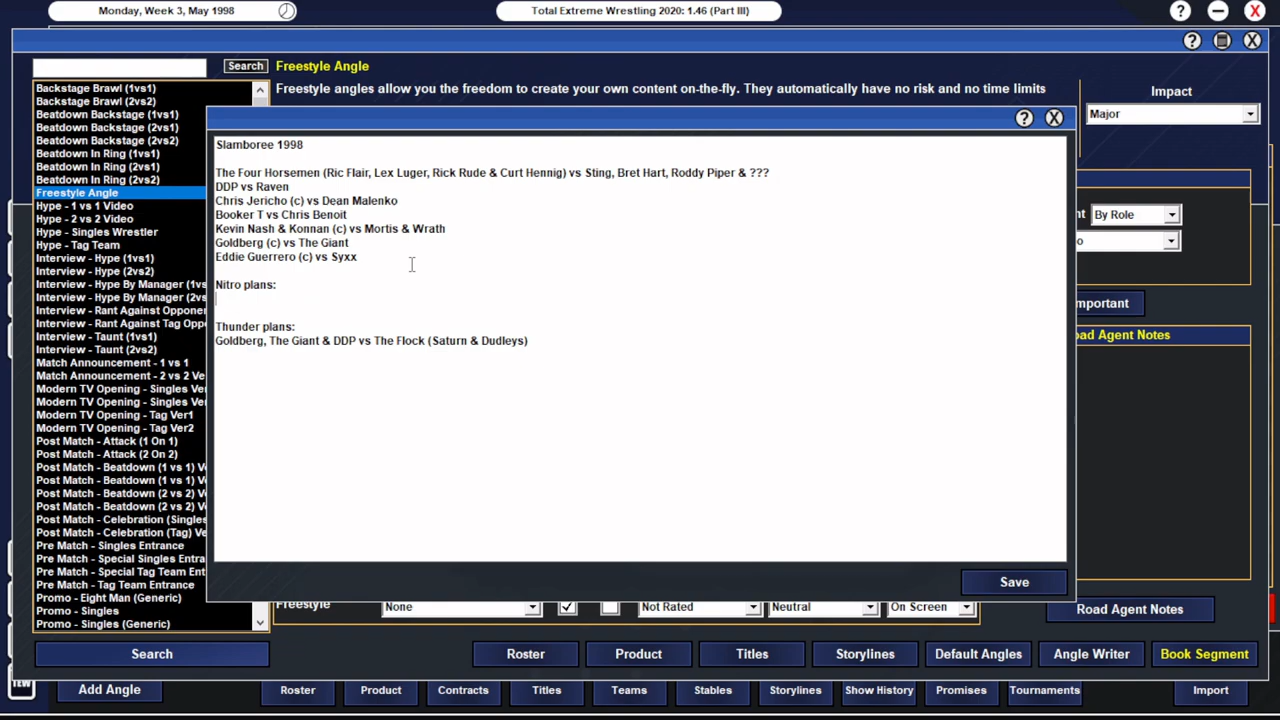 Monday, Week 3, May 1998
Total Extreme Wrestling 2020: 1.46 (Part III)
Search
Freestyle Angle
Freestyle angles allow you the freedom to create your own content on-the-fly. They automatically have no risk and no time limits
Impact
Major
Backstage Brawl (1vs1)
Backstage Brawl (2vs2)
Beatdown Backstage (1vs1)
Beatdown Backstage (2vs1)
Beatdown Backstage (2vs2)
Beatdown In Ring (1vs1)
Beatdown In Ring (2vs1)
Beatdown In Ring (2vs2)
Freestyle Angle
Hype - 1 vs 1 Video
Hype - 2 vs 2 Video
Hype - Singles Wrestler
Hype - Tag Team
Interview - Hype (1vs1)
Interview - Hype (2vs2)
Interview - Hype By Manager (1vs
Interview - Hype By Manager (2vs
Interview - Rant Against Opponer
Interview - Rant Against Tag Oppo
Interview - Taunt (1vs1)
Interview - Taunt (2vs2)
Match Announcement - 1 vs 1
Match Announcement - 2 vs 2 Ve
Modern TV Opening - Singles Ver
Modern TV Opening - Singles Ver
Modern TV Opening - Tag Ver1
Modern TV Opening - Tag Ver2
Post Match - Attack (1 On 1)
Post Match - Attack (2 On 2)
Post Match - Beatdown (1 vs 1) V
Post Match - Beatdown (1 vs 1) V
Post Match - Beatdown (2 vs 2) V
Post Match - Beatdown (2 vs 2) V
Post Match - Celebration (Singles
Post Match - Celebration (Tag) Ve
Pre Match - Singles Entrance
Pre Match - Special Singles Entra
Pre Match - Special Tag Team Ent
Pre Match - Tag Team Entrance
Promo - Eight Man (Generic)
Promo - Singles
Promo - Singles (Generic)
Slamboree 1998
The Four Horsemen (Ric Flair, Lex Luger, Rick Rude & Curt Hennig) vs Sting, Bret Hart, Roddy Piper & ???
DDP vs Raven
Chris Jericho (c) vs Dean Malenko
Booker T vs Chris Benoit
Kevin Nash & Konnan (c) vs Mortis & Wrath
Goldberg (c) vs The Giant
Eddie Guerrero (c) vs Syxx
Nitro plans:
Thunder plans:
Goldberg, The Giant & DDP vs The Flock (Saturn & Dudleys)
Save
By Role
mportant
oad Agent Notes
Freestyle
None
Not Rated
Neutral
On Screen
Road Agent Notes
Search
Roster
Product
Titles
Storylines
Default Angles
Angle Writer
Book Segment
TEW
Add Angle
Roster
Product
Contracts
Titles
Teams
Stables
Storylines
Show History
Promises
Tournaments
Import